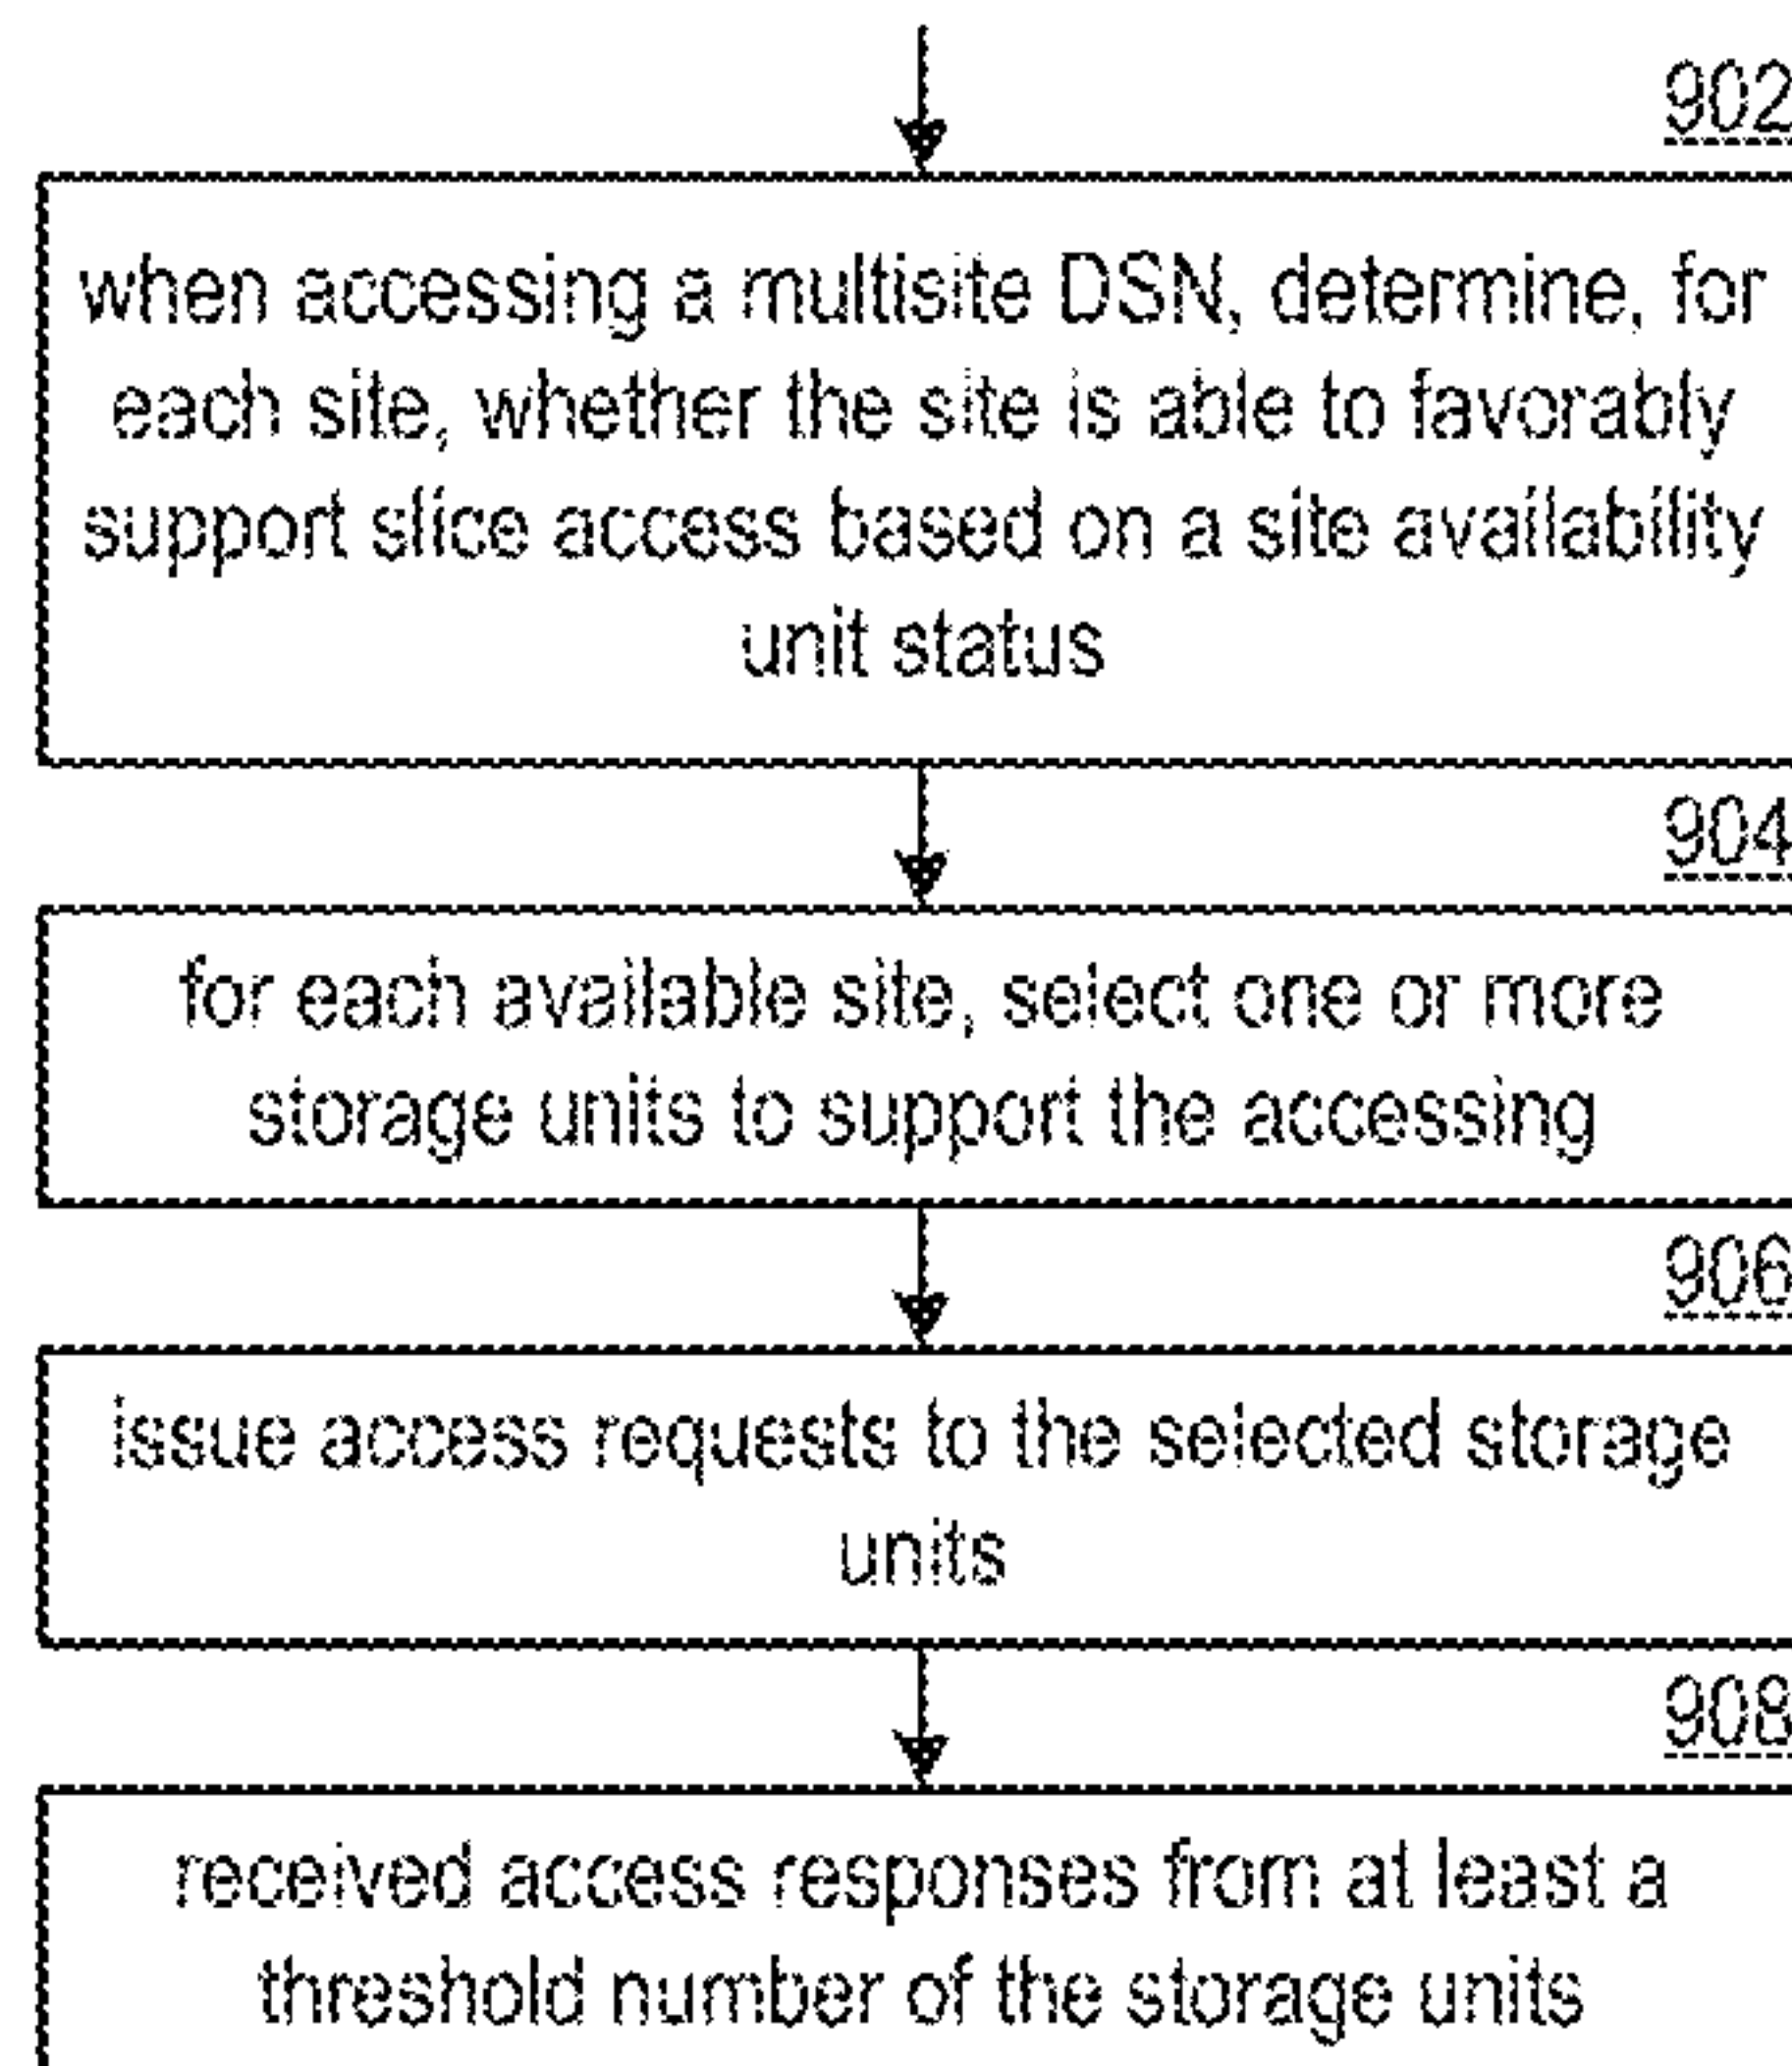 902
when accessing a multisite DSN, determine, for
each site, whether the site is able to favorably
support slice access based on a site availability
unit status
904
for each available site, select one or more
storage units to support the accessing
906
issue access requests to the selected storage
units
908
received access responses from at least a
threshold number of the storage units